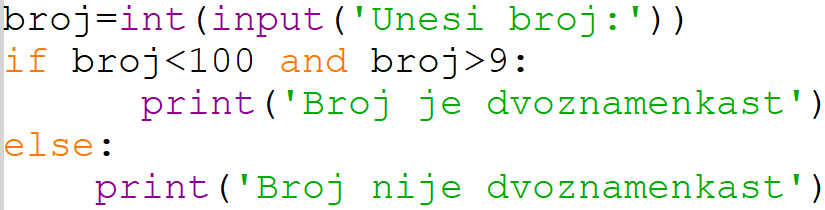 broj=int(input('Unesi broj:'))
if broj<100 and broj>9:
      print('Broj je dvoznamenkast')
else:
    print('Broj nije dvoznamenkast')